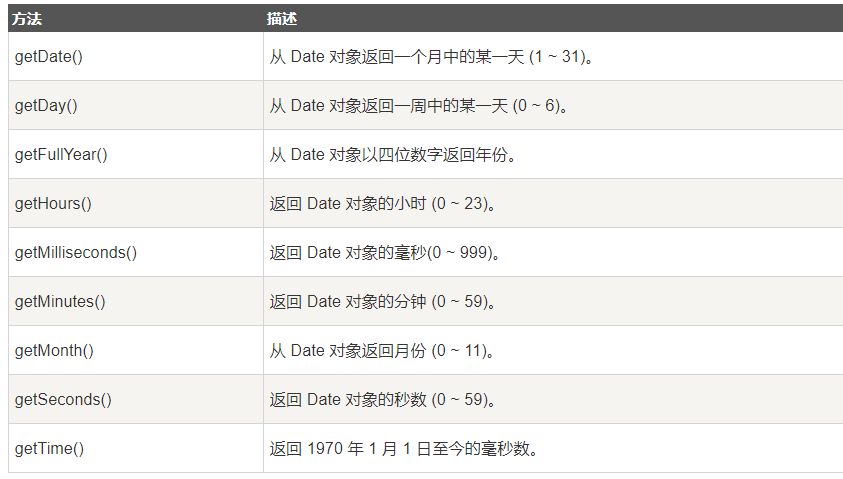 方法 描述
getDate() 从 Date 对象返回一个月中的某一天 (1 ~ 31)。
getDay() 从 Date 对象返回一周中的某一天 (0 ~ 6)。
getFullYear() 从 Date 对象以四位数字返回年份。
getHours() 返回 Date 对象的小时 (0 ~ 23)。
getMilliseconds() 返回 Date 对象的毫秒(0 ~ 999)。
getMinutes() 返回 Date 对象的分钟 (0 ~ 59)。
getMonth() 从 Date 对象返回月份 (0 ~ 11)。
getSeconds() 返回 Date 对象的秒数 (0 ~ 59)。
getTime() 返回 1970 年 1 月 1 日至今的毫秒数。